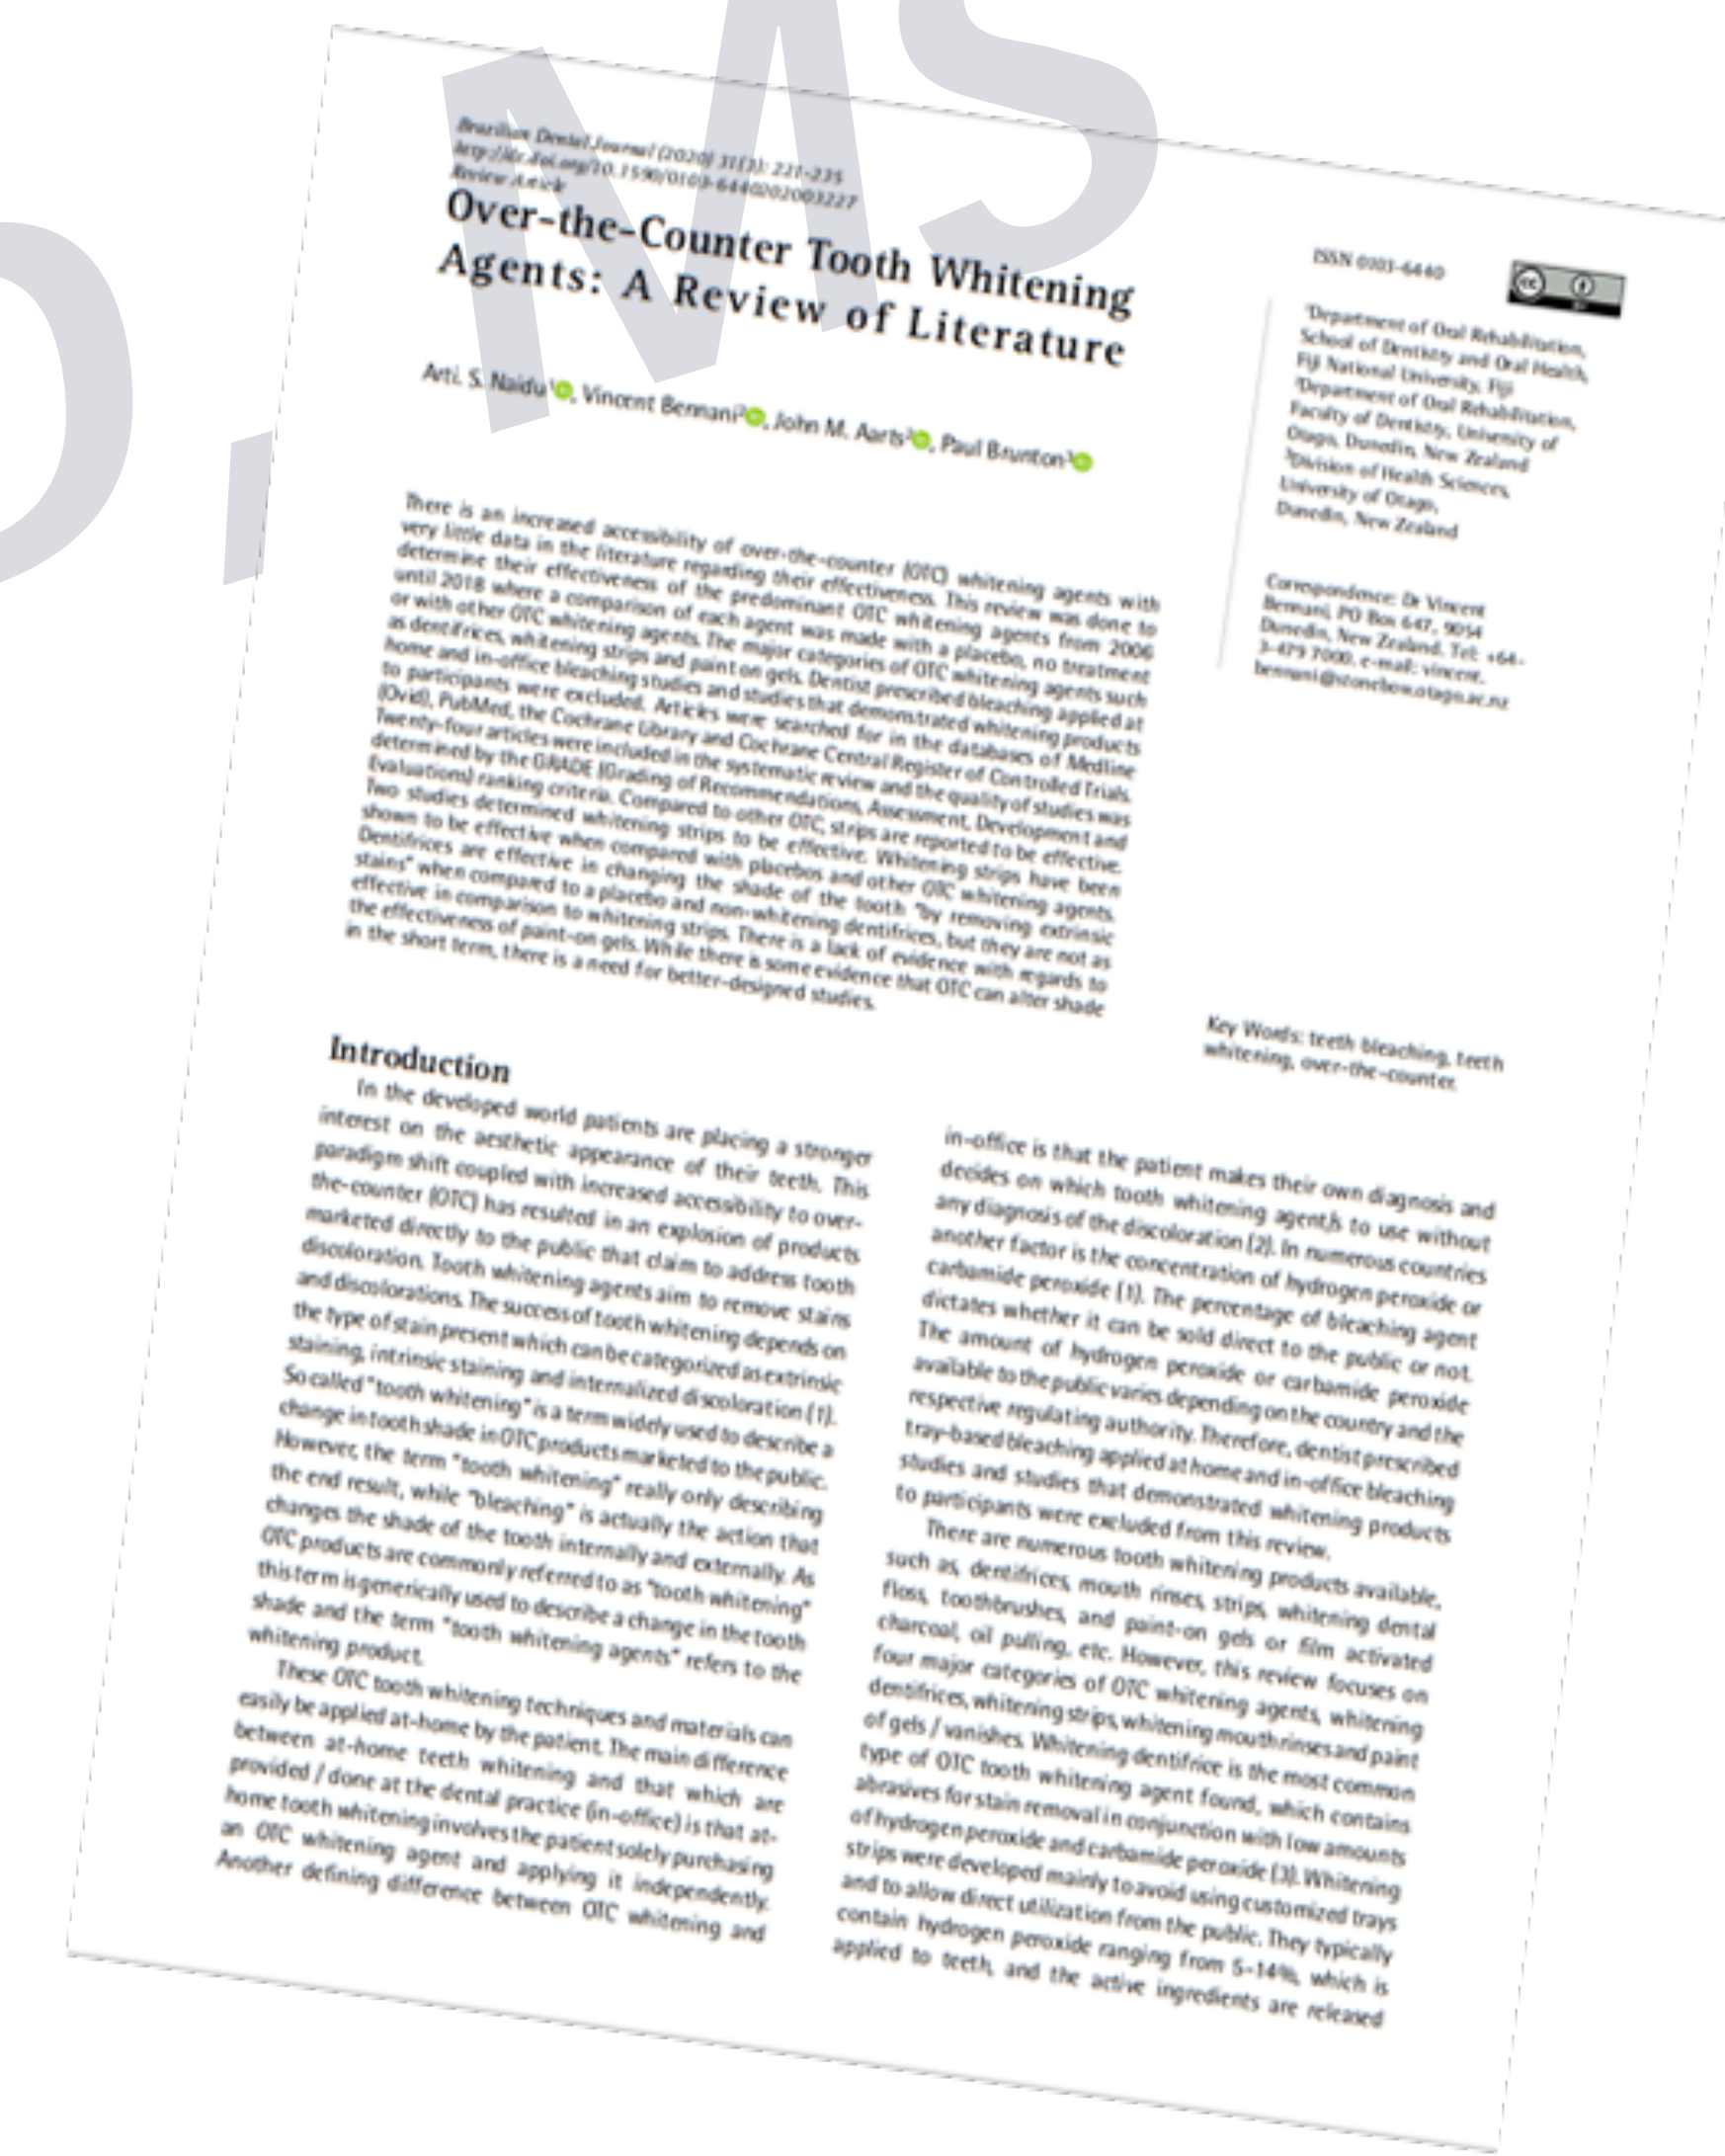 D, MS
Brazilian Dental Journal (2020) 31(3): 221-235
http://dx.doi.org/10.1590/0103-6440202003227
Review Article
Over-the-Counter Tooth Whitening
Agents: A Review of Literature
Arti. S. Naidu¹, Vincent Bennani², John M. Aarts², Paul Brunton³
ISSN 0103-6440
¹Department of Oral Rehabilitation,
School of Dentistry and Oral Health,
Fiji National University, Fiji
²Department of Oral Rehabilitation,
Faculty of Dentistry, University of
Otago, Dunedin, New Zealand
³Division of Health Sciences,
University of Otago,
Dunedin, New Zealand
Correspondence: Dr Vincent
Bennani, PO Box 647, 9054
Dunedin, New Zealand. Tel: +64-
3-479 7000. e-mail: vincent.
bennani@stonebow.otago.ac.nz
There is an increased accessibility of over-the-counter (OTC) whitening agents with
very little data in the literature regarding their effectiveness. This review was done to
determine their effectiveness of the predominant OTC whitening agents from 2006
until 2018 where a comparison of each agent was made with a placebo, no treatment
or with other OTC whitening agents. The major categories of OTC whitening agents such
as dentifrices, whitening strips and paint on gels. Dentist prescribed bleaching applied at
home and in-office bleaching studies and studies that demonstrated whitening products
to participants were excluded. Articles were searched for in the databases of Medline
(Ovid), PubMed, the Cochrane Library and Cochrane Central Register of Controlled Trials.
Twenty-four articles were included in the systematic review and the quality of studies was
determined by the GRADE (Grading of Recommendations, Assessment, Development and
Evaluations) ranking criteria. Compared to other OTC, strips are reported to be effective.
Two studies determined whitening strips to be effective. Whitening strips have been
shown to be effective when compared with placebos and other OTC whitening agents.
Dentifrices are effective in changing the shade of the tooth "by removing extrinsic
stains" when compared to a placebo and non-whitening dentifrices, but they are not as
effective in comparison to whitening strips. There is a lack of evidence with regards to
the effectiveness of paint-on gels. While there is some evidence that OTC can alter shade
in the short term, there is a need for better-designed studies.
Key Words: teeth bleaching, teeth
whitening, over-the-counter.
Introduction
In the developed world patients are placing a stronger
interest on the aesthetic appearance of their teeth. This
paradigm shift coupled with increased accessibility to over-
the-counter (OTC) has resulted in an explosion of products
marketed directly to the public that claim to address tooth
discoloration. Tooth whitening agents aim to remove stains
and discolorations. The success of tooth whitening depends on
the type of stain present which can be categorized as extrinsic
staining, intrinsic staining and internalized discoloration (1).
So called "tooth whitening" is a term widely used to describe a
change in tooth shade in OTC products marketed to the public.
However, the term "tooth whitening" really only describing
the end result, while "bleaching" is actually the action that
changes the shade of the tooth internally and externally. As
OTC products are commonly referred to as "tooth whitening"
this term is generically used to describe a change in the tooth
shade and the term "tooth whitening agents" refers to the
whitening product.
These OTC tooth whitening techniques and materials can
easily be applied at-home by the patient. The main difference
between at-home teeth whitening and that which are
provided / done at the dental practice (in-office) is that at-
home tooth whitening involves the patient solely purchasing
an OTC whitening agent and applying it independently.
Another defining difference between OTC whitening and
in-office is that the patient makes their own diagnosis and
decides on which tooth whitening agent/s to use without
any diagnosis of the discoloration (2). In numerous countries
another factor is the concentration of hydrogen peroxide or
carbamide peroxide (1). The percentage of bleaching agent
dictates whether it can be sold direct to the public or not.
The amount of hydrogen peroxide or carbamide peroxide
available to the public varies depending on the country and the
respective regulating authority. Therefore, dentist prescribed
tray-based bleaching applied at home and in-office bleaching
studies and studies that demonstrated whitening products
to participants were excluded from this review.
There are numerous tooth whitening products available,
such as, dentifrices, mouth rinses, strips, whitening dental
floss, toothbrushes, and paint-on gels or film activated
charcoal, oil pulling, etc. However, this review focuses on
four major categories of OTC whitening agents, whitening
dentifrices, whitening strips, whitening mouth rinses and paint
of gels / vanishes. Whitening dentifrice is the most common
type of OTC tooth whitening agent found, which contains
abrasives for stain removal in conjunction with low amounts
of hydrogen peroxide and carbamide peroxide (3). Whitening
strips were developed mainly to avoid using customized trays
and to allow direct utilization from the public. They typically
contain hydrogen peroxide ranging from 5-14%, which is
applied to teeth, and the active ingredients are released